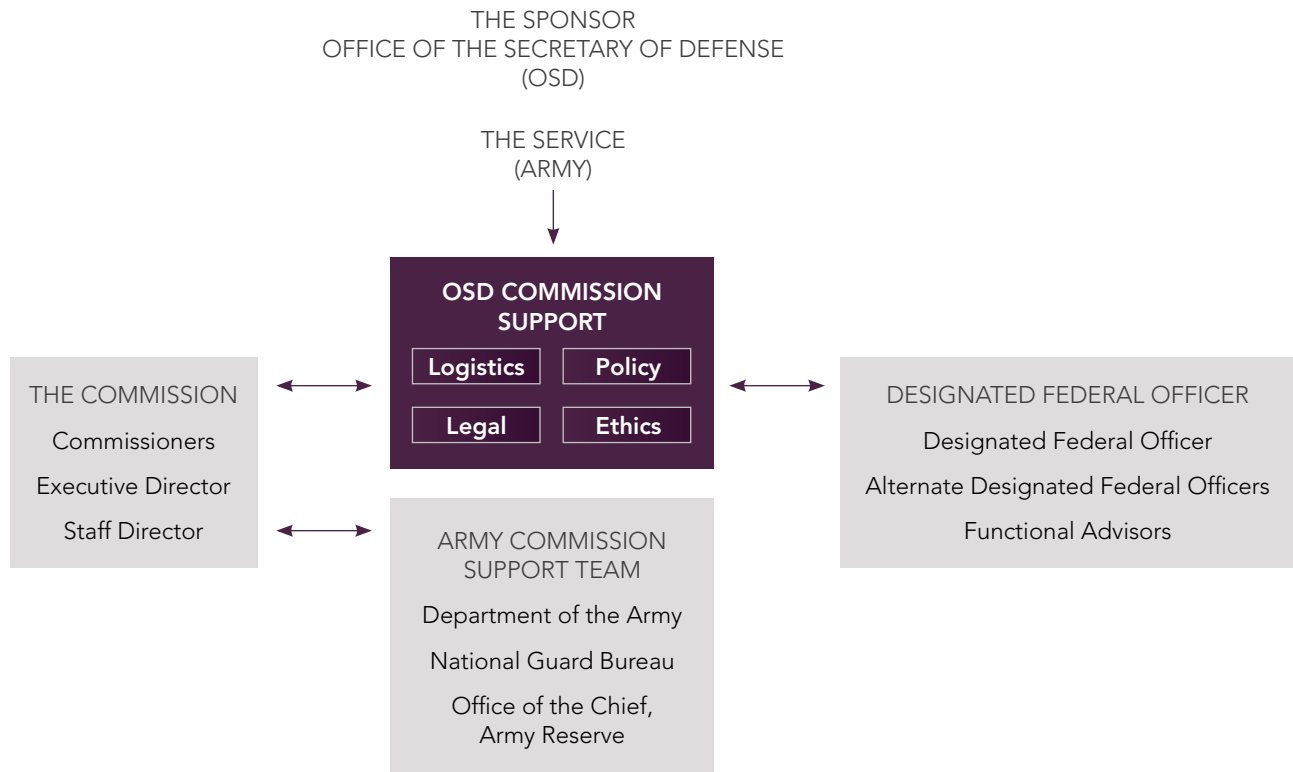 THE SPONSOR
OFFICE OF THE SECRETARY OF DEFENSE
(OSD)
THE SERVICE
(ARMY)
OSD COMMISSION
SUPPORT
Logistics
Policy
Legal
Ethics
THE COMMISSION
Commissioners
Executive Director
Staff Director
ARMY COMMISSION
SUPPORT TEAM
Department of the Army
National Guard Bureau
Office of the Chief,
Army Reserve
DESIGNATED FEDERAL OFFICER
Designated Federal Officer
Alternate Designated Federal Officers
Functional Advisors